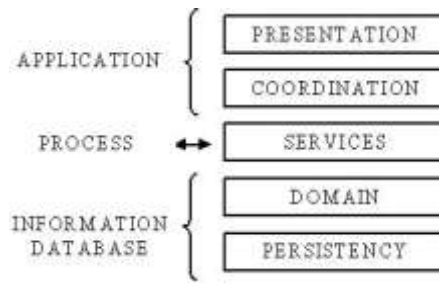 PRESENTATION
APPLICATION
COORDINATION
PROCESS
SERVICES
DOMAIN
INFORMATION
DATABASE
PERSISTENCY